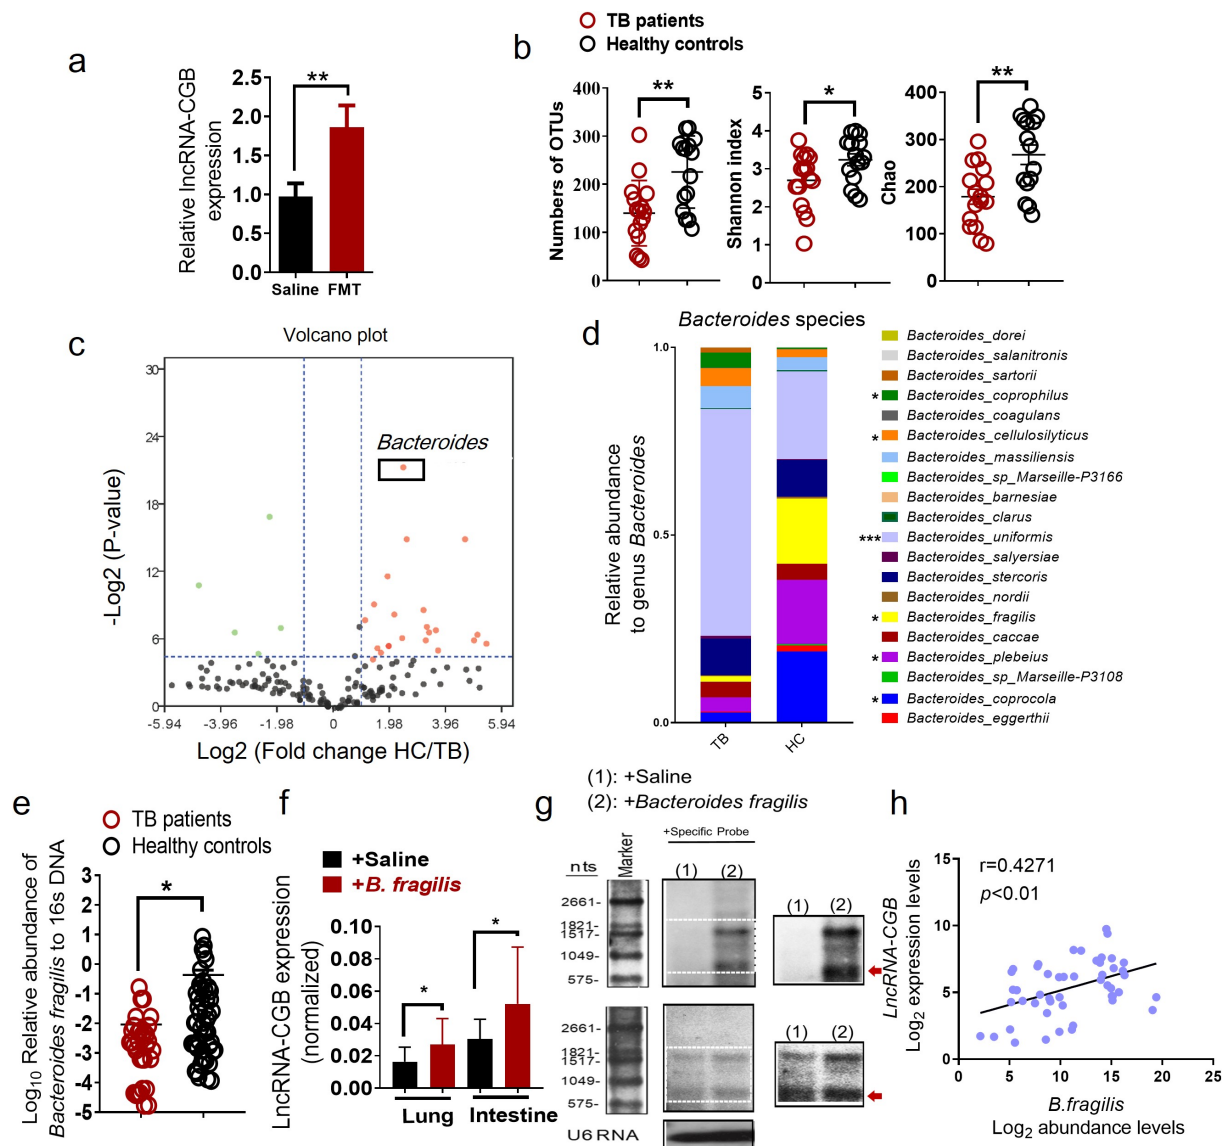 a
Relative lncRNA-CGB
expression
2.5
2.0
1.5
1.0
0.5
0.0
**
Saline FMT
b
TB patients
Healthy controls
Numbers of OTUs
400
300
200
100
0
**
Shannon index
5
4
3
2
1
0
*
Chao
400
300
200
100
0
**
c
Volcano plot
-Log2 (P-value)
30
24
18
12
6
0
Bacteroides
-5.94 -3.96 -1.98 0 1.98 3.96 5.94
Log2 (Fold change HC/TB)
d
Bacteroides species
Relative abundance
to genus Bacteroides
1.0
0.5
0.0
TB HC
Bacteroides_dorei
Bacteroides_salanitronis
Bacteroides_sartorii
* Bacteroides_coprophilus
Bacteroides_coagulans
* Bacteroides_cellulosilyticus
Bacteroides_massiliensis
Bacteroides_sp_Marseille-P3166
Bacteroides_barnesiae
Bacteroides_clarus
*** Bacteroides_uniformis
Bacteroides_salyersiae
Bacteroides_stercoris
Bacteroides_nordii
* Bacteroides_fragilis
Bacteroides_caccae
* Bacteroides_plebeius
Bacteroides_sp_Marseille-P3108
* Bacteroides_coprocola
Bacteroides_eggerthii
e
TB patients
Healthy controls
Log10 Relative abundance of
Bacteroides fragilis to 16s DNA
3
2
1
0
-1
-2
-3
-4
-5
*
f
+Saline
+B. fragilis
LncRNA-CGB expression
(normalized)
0.10
0.08
0.06
0.04
0.02
0.00
*
*
Lung Intestine
(1): +Saline
(2): +Bacteroides fragilis
g
+Specific Probe
nts Marker (1) (2)
2661-
1821-
1517-
1049-
575-
(1) (2)
2661-
1821-
1517-
1049-
575-
(1) (2)
U6 RNA
h
LncRNA-CGB
Log2 expression levels
15
10
5
0
r=0.4271
p<0.01
0 5 10 15 20 25
B.fragilis
Log2 abundance levels